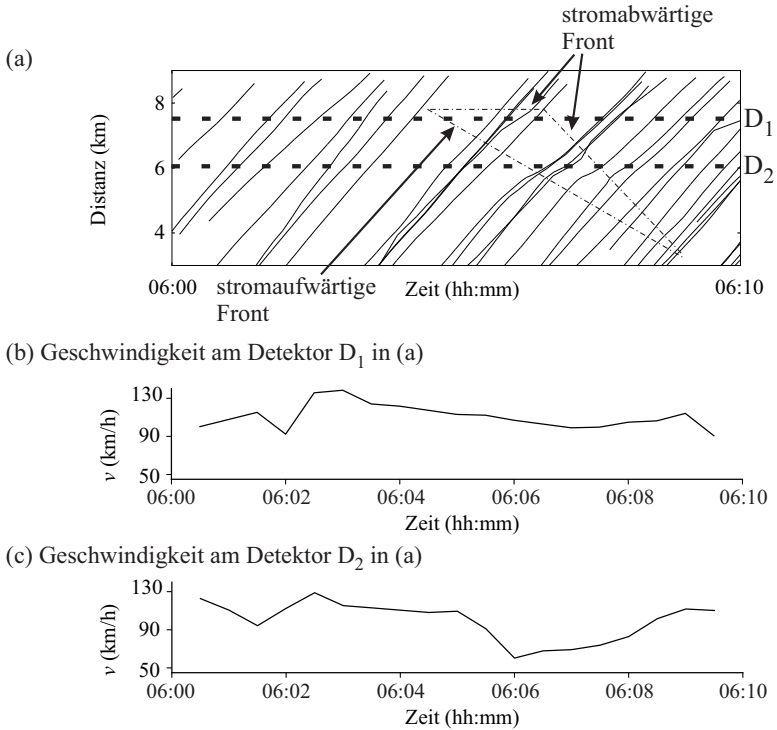 (a)
stromabwärtige
Front
8
6
4
Distanz (km)
D1
D2
06:00
06:10
Zeit (hh:mm)
stromaufwärtige
Front
(b) Geschwindigkeit am Detektor D1 in (a)
130
90
50
v (km/h)
06:00 06:02 06:04 06:06 06:08 06:10
Zeit (hh:mm)
(c) Geschwindigkeit am Detektor D2 in (a)
130
90
50
v (km/h)
06:00 06:02 06:04 06:06 06:08 06:10
Zeit (hh:mm)